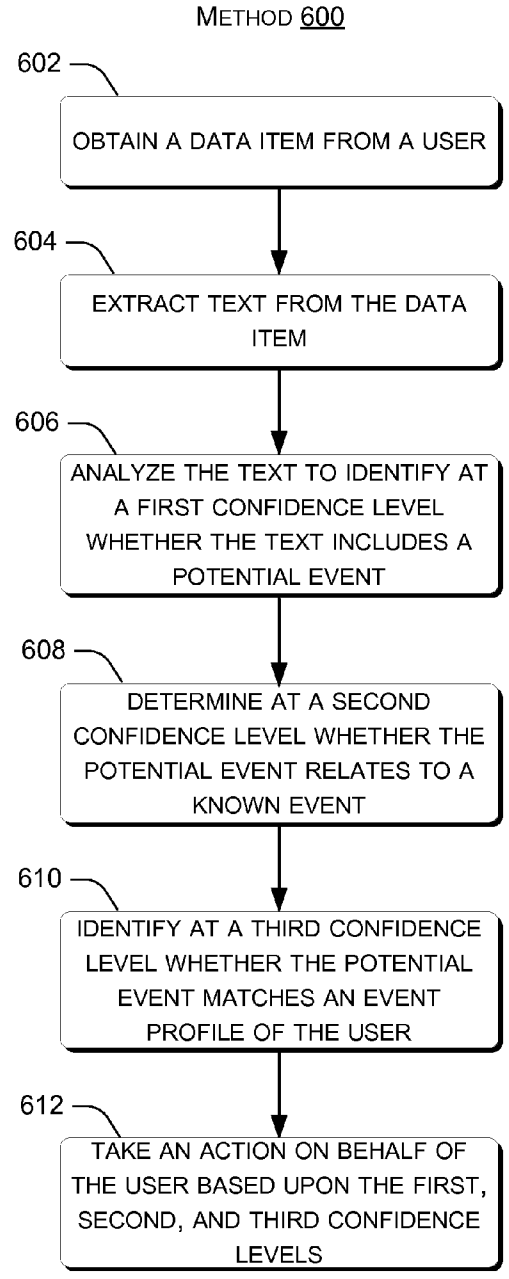 METHOD 600
602
OBTAIN A DATA ITEM FROM A USER
604
EXTRACT TEXT FROM THE DATA
ITEM
606
ANALYZE THE TEXT TO IDENTIFY AT
A FIRST CONFIDENCE LEVEL
WHETHER THE TEXT INCLUDES A
POTENTIAL EVENT
608
DETERMINE AT A SECOND
CONFIDENCE LEVEL WHETHER THE
POTENTIAL EVENT RELATES TO A
KNOWN EVENT
610
IDENTIFY AT A THIRD CONFIDENCE
LEVEL WHETHER THE POTENTIAL
EVENT MATCHES AN EVENT
PROFILE OF THE USER
612
TAKE AN ACTION ON BEHALF OF
THE USER BASED UPON THE FIRST,
SECOND, AND THIRD CONFIDENCE
LEVELS